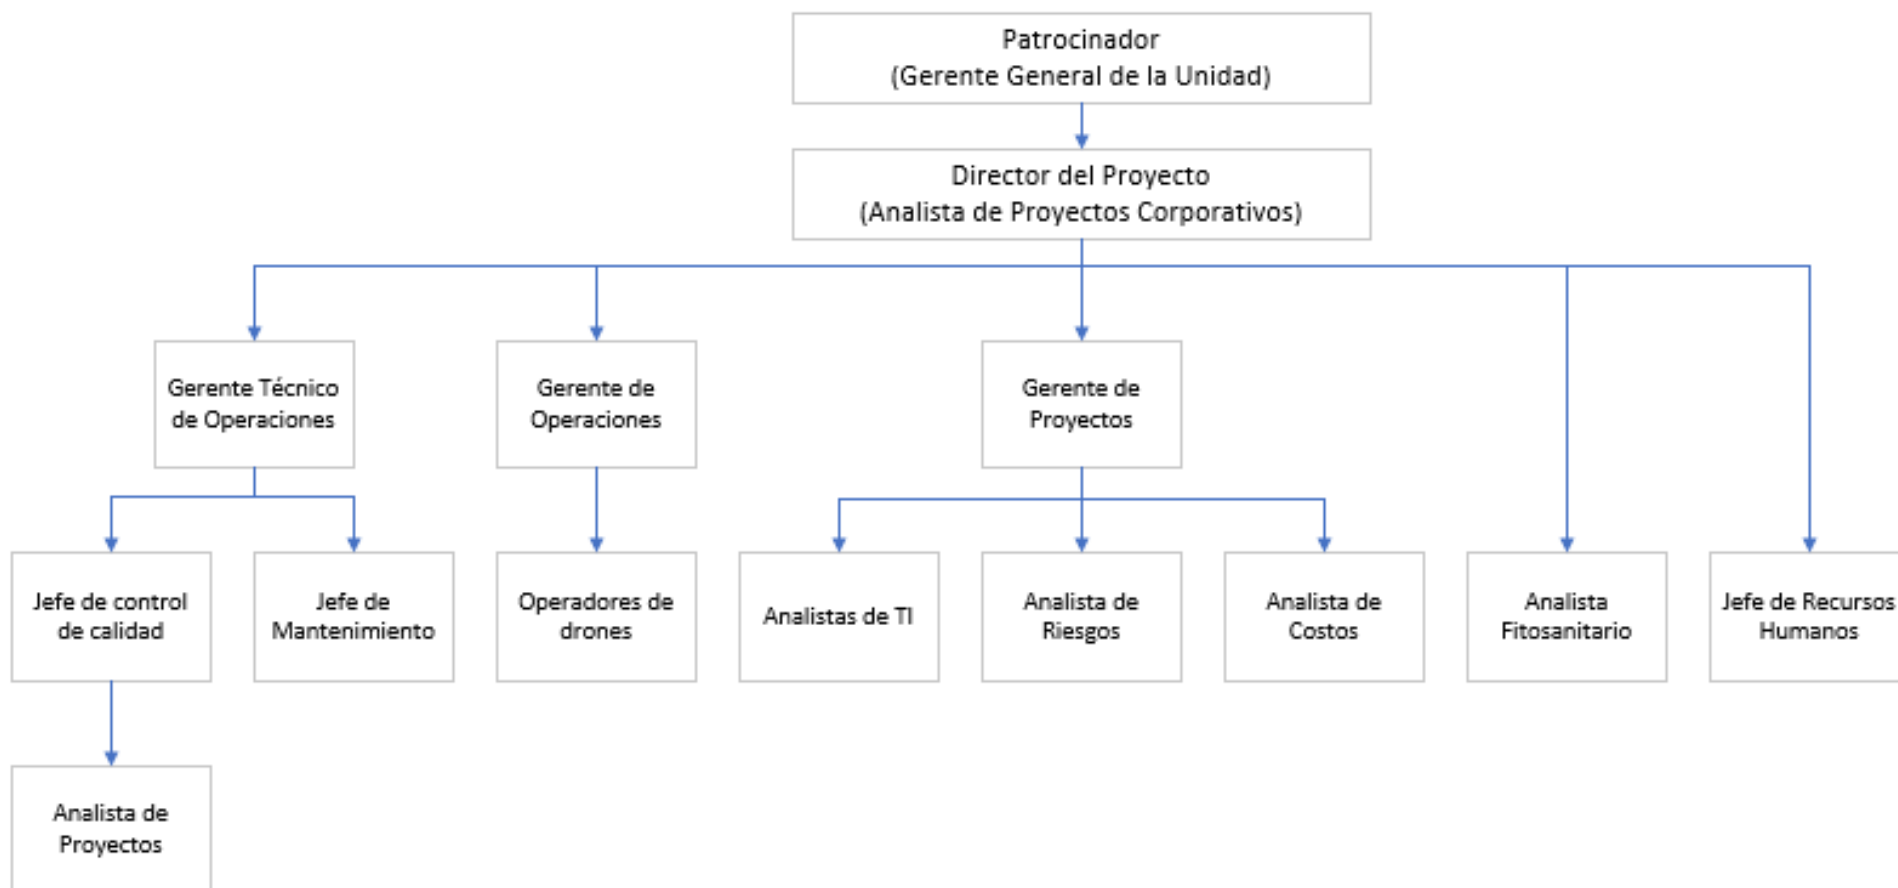 Patrocinador
(Gerente General de la Unidad)
Director del Proyecto
(Analista de Proyectos Corporativos)
Gerente Técnico
de Operaciones
Gerente de
Operaciones
Gerente de
Proyectos
Jefe de control
de calidad
Jefe de
Mantenimiento
Operadores de
drones
Analistas de TI
Analista de
Riesgos
Analista de
Costos
Analista
Fitosanitario
Jefe de Recursos
Humanos
Analista de
Proyectos